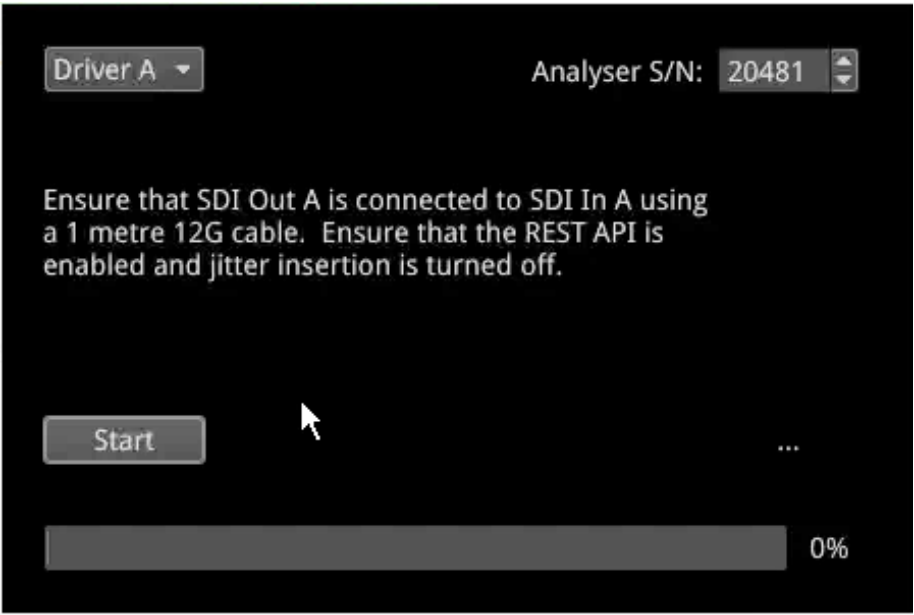 Driver A
Analyser S/N: 20481
Ensure that SDI Out A is connected to SDI In A using
a 1 metre 12G cable.  Ensure that the REST API is
enabled and jitter insertion is turned off.
Start
...
0%